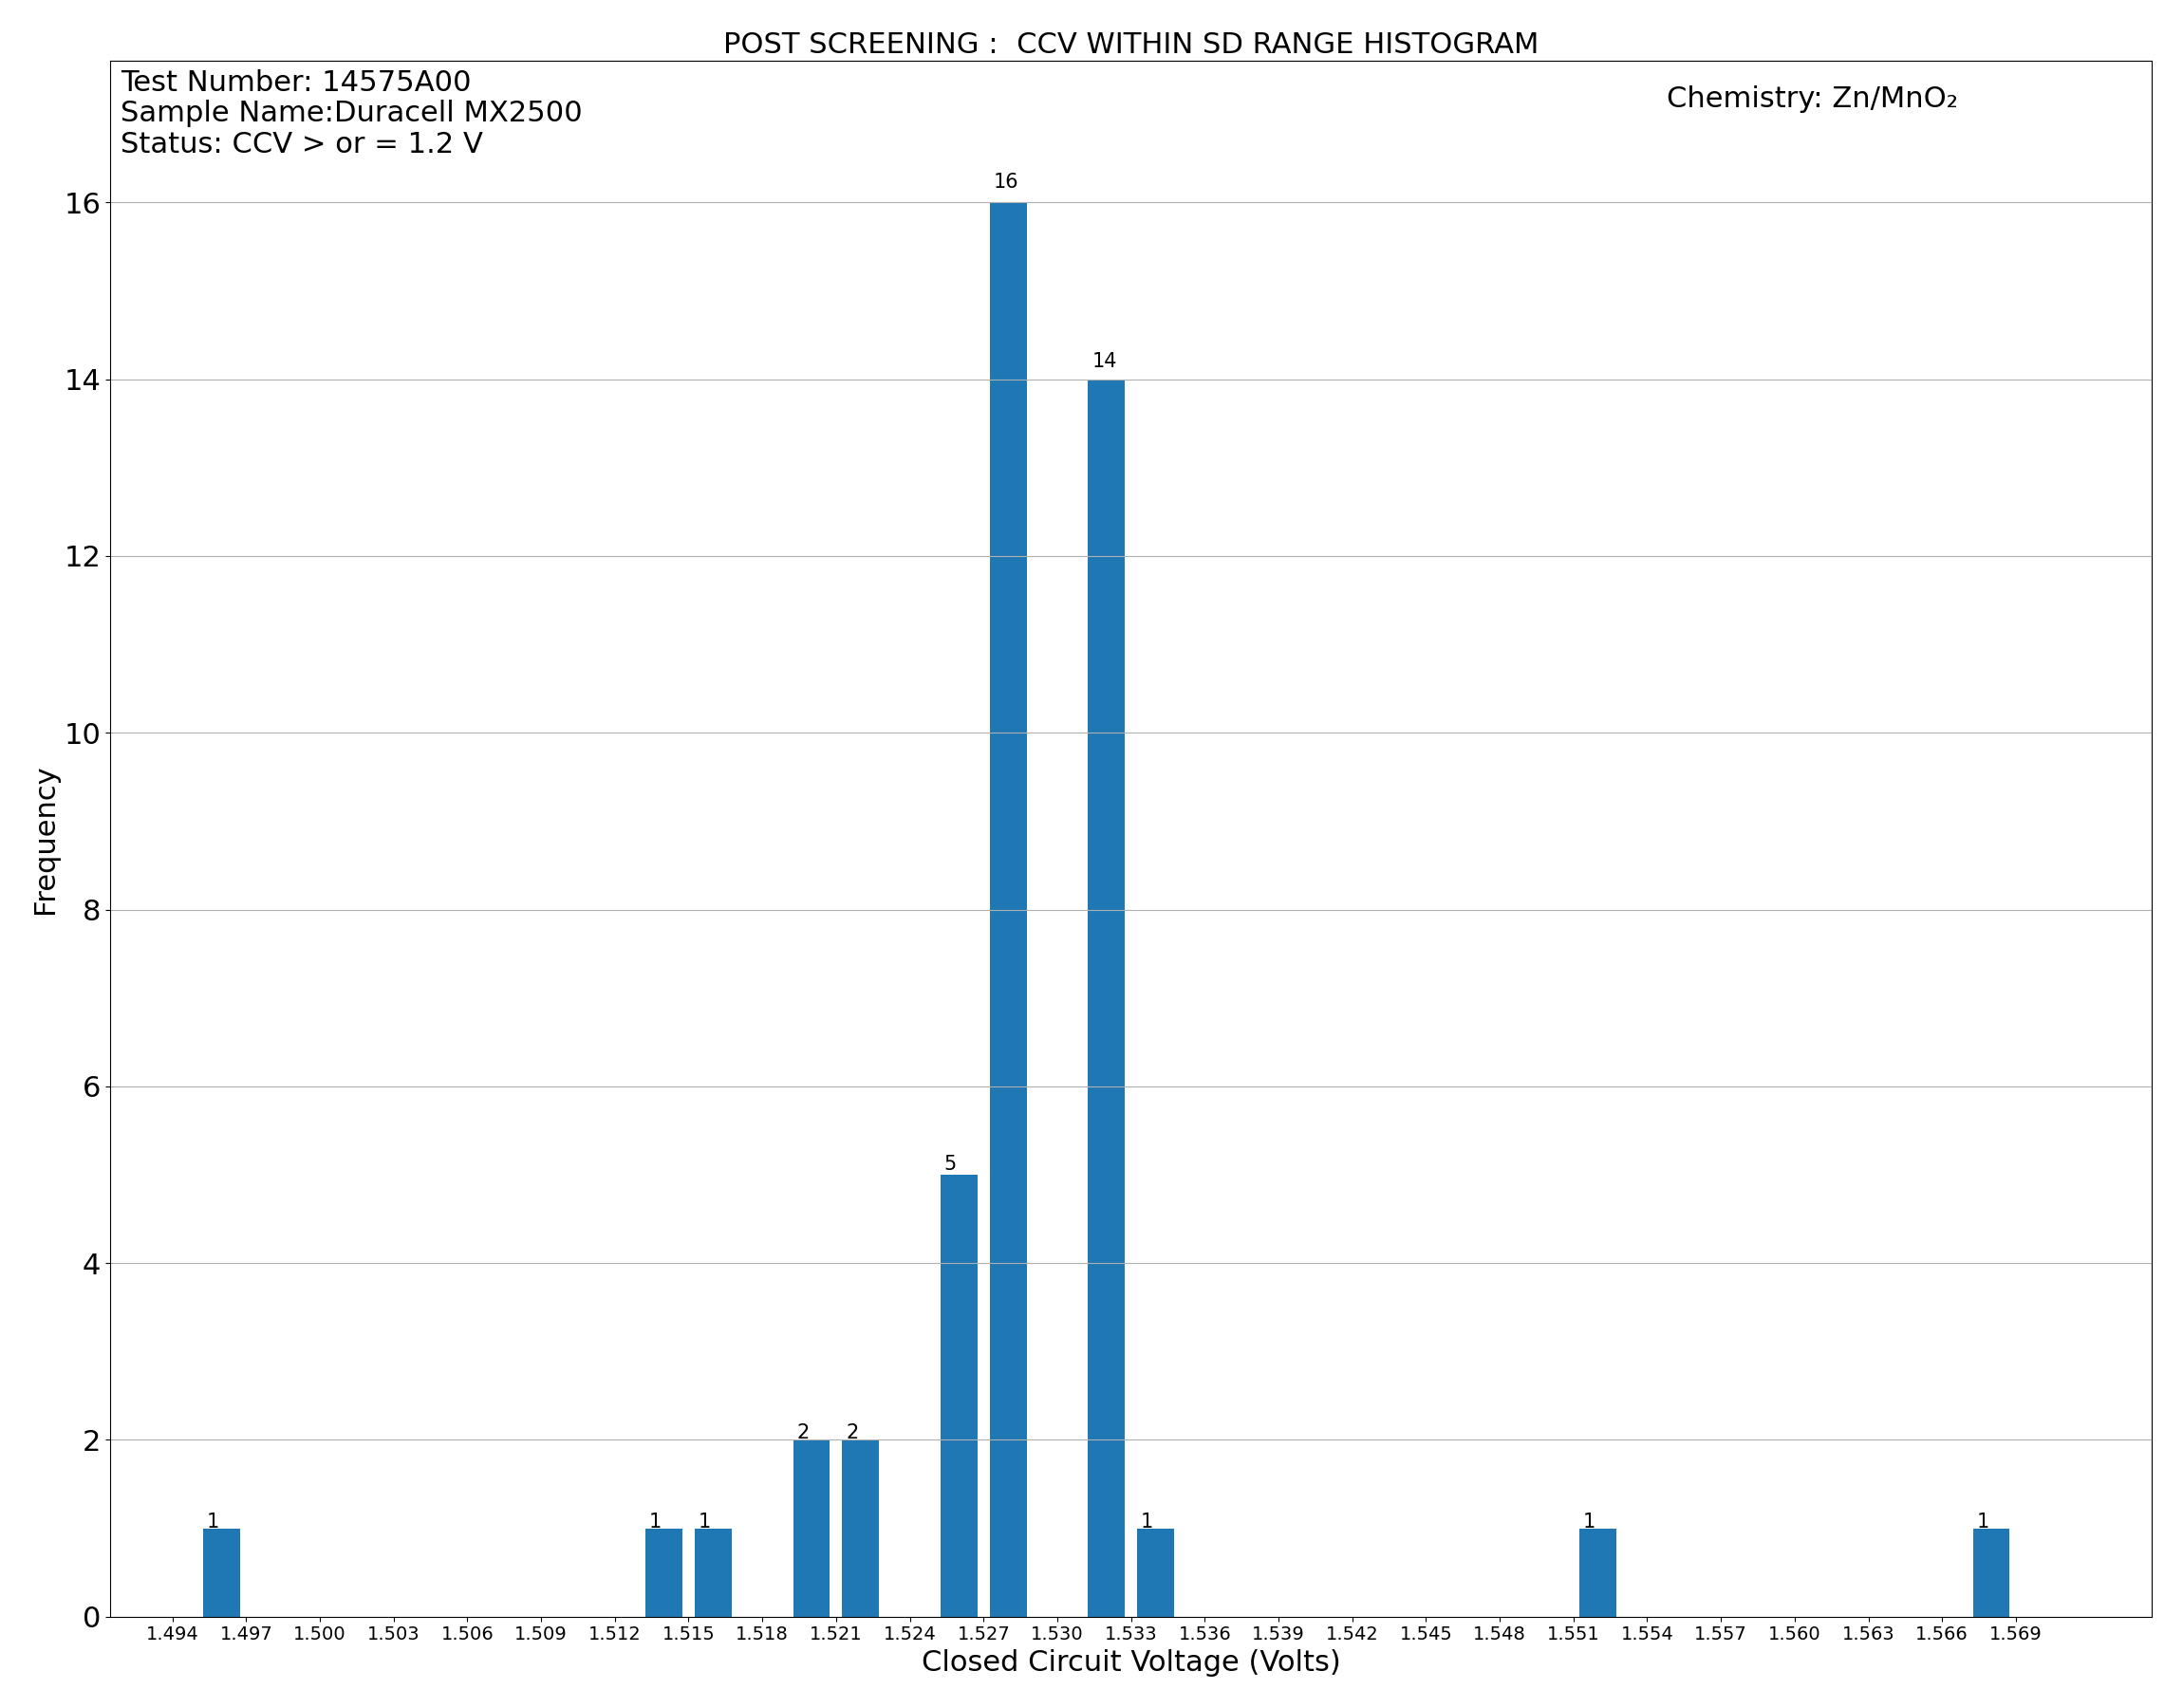 POST SCREENING :  CCV WITHIN SD RANGE HISTOGRAM
Test Number: 14575A00
Sample Name:Duracell MX2500
Status: CCV > or = 1.2 V
Chemistry: Zn/MnO₂
16
14
5
2 2
1 1 1 1 1 1
Frequency
16
14
12
10
8
6
4
2
0
1.494 1.497 1.500 1.503 1.506 1.509 1.512 1.515 1.518 1.521 1.524 1.527 1.530 1.533 1.536 1.539 1.542 1.545 1.548 1.551 1.554 1.557 1.560 1.563 1.566 1.569
Closed Circuit Voltage (Volts)